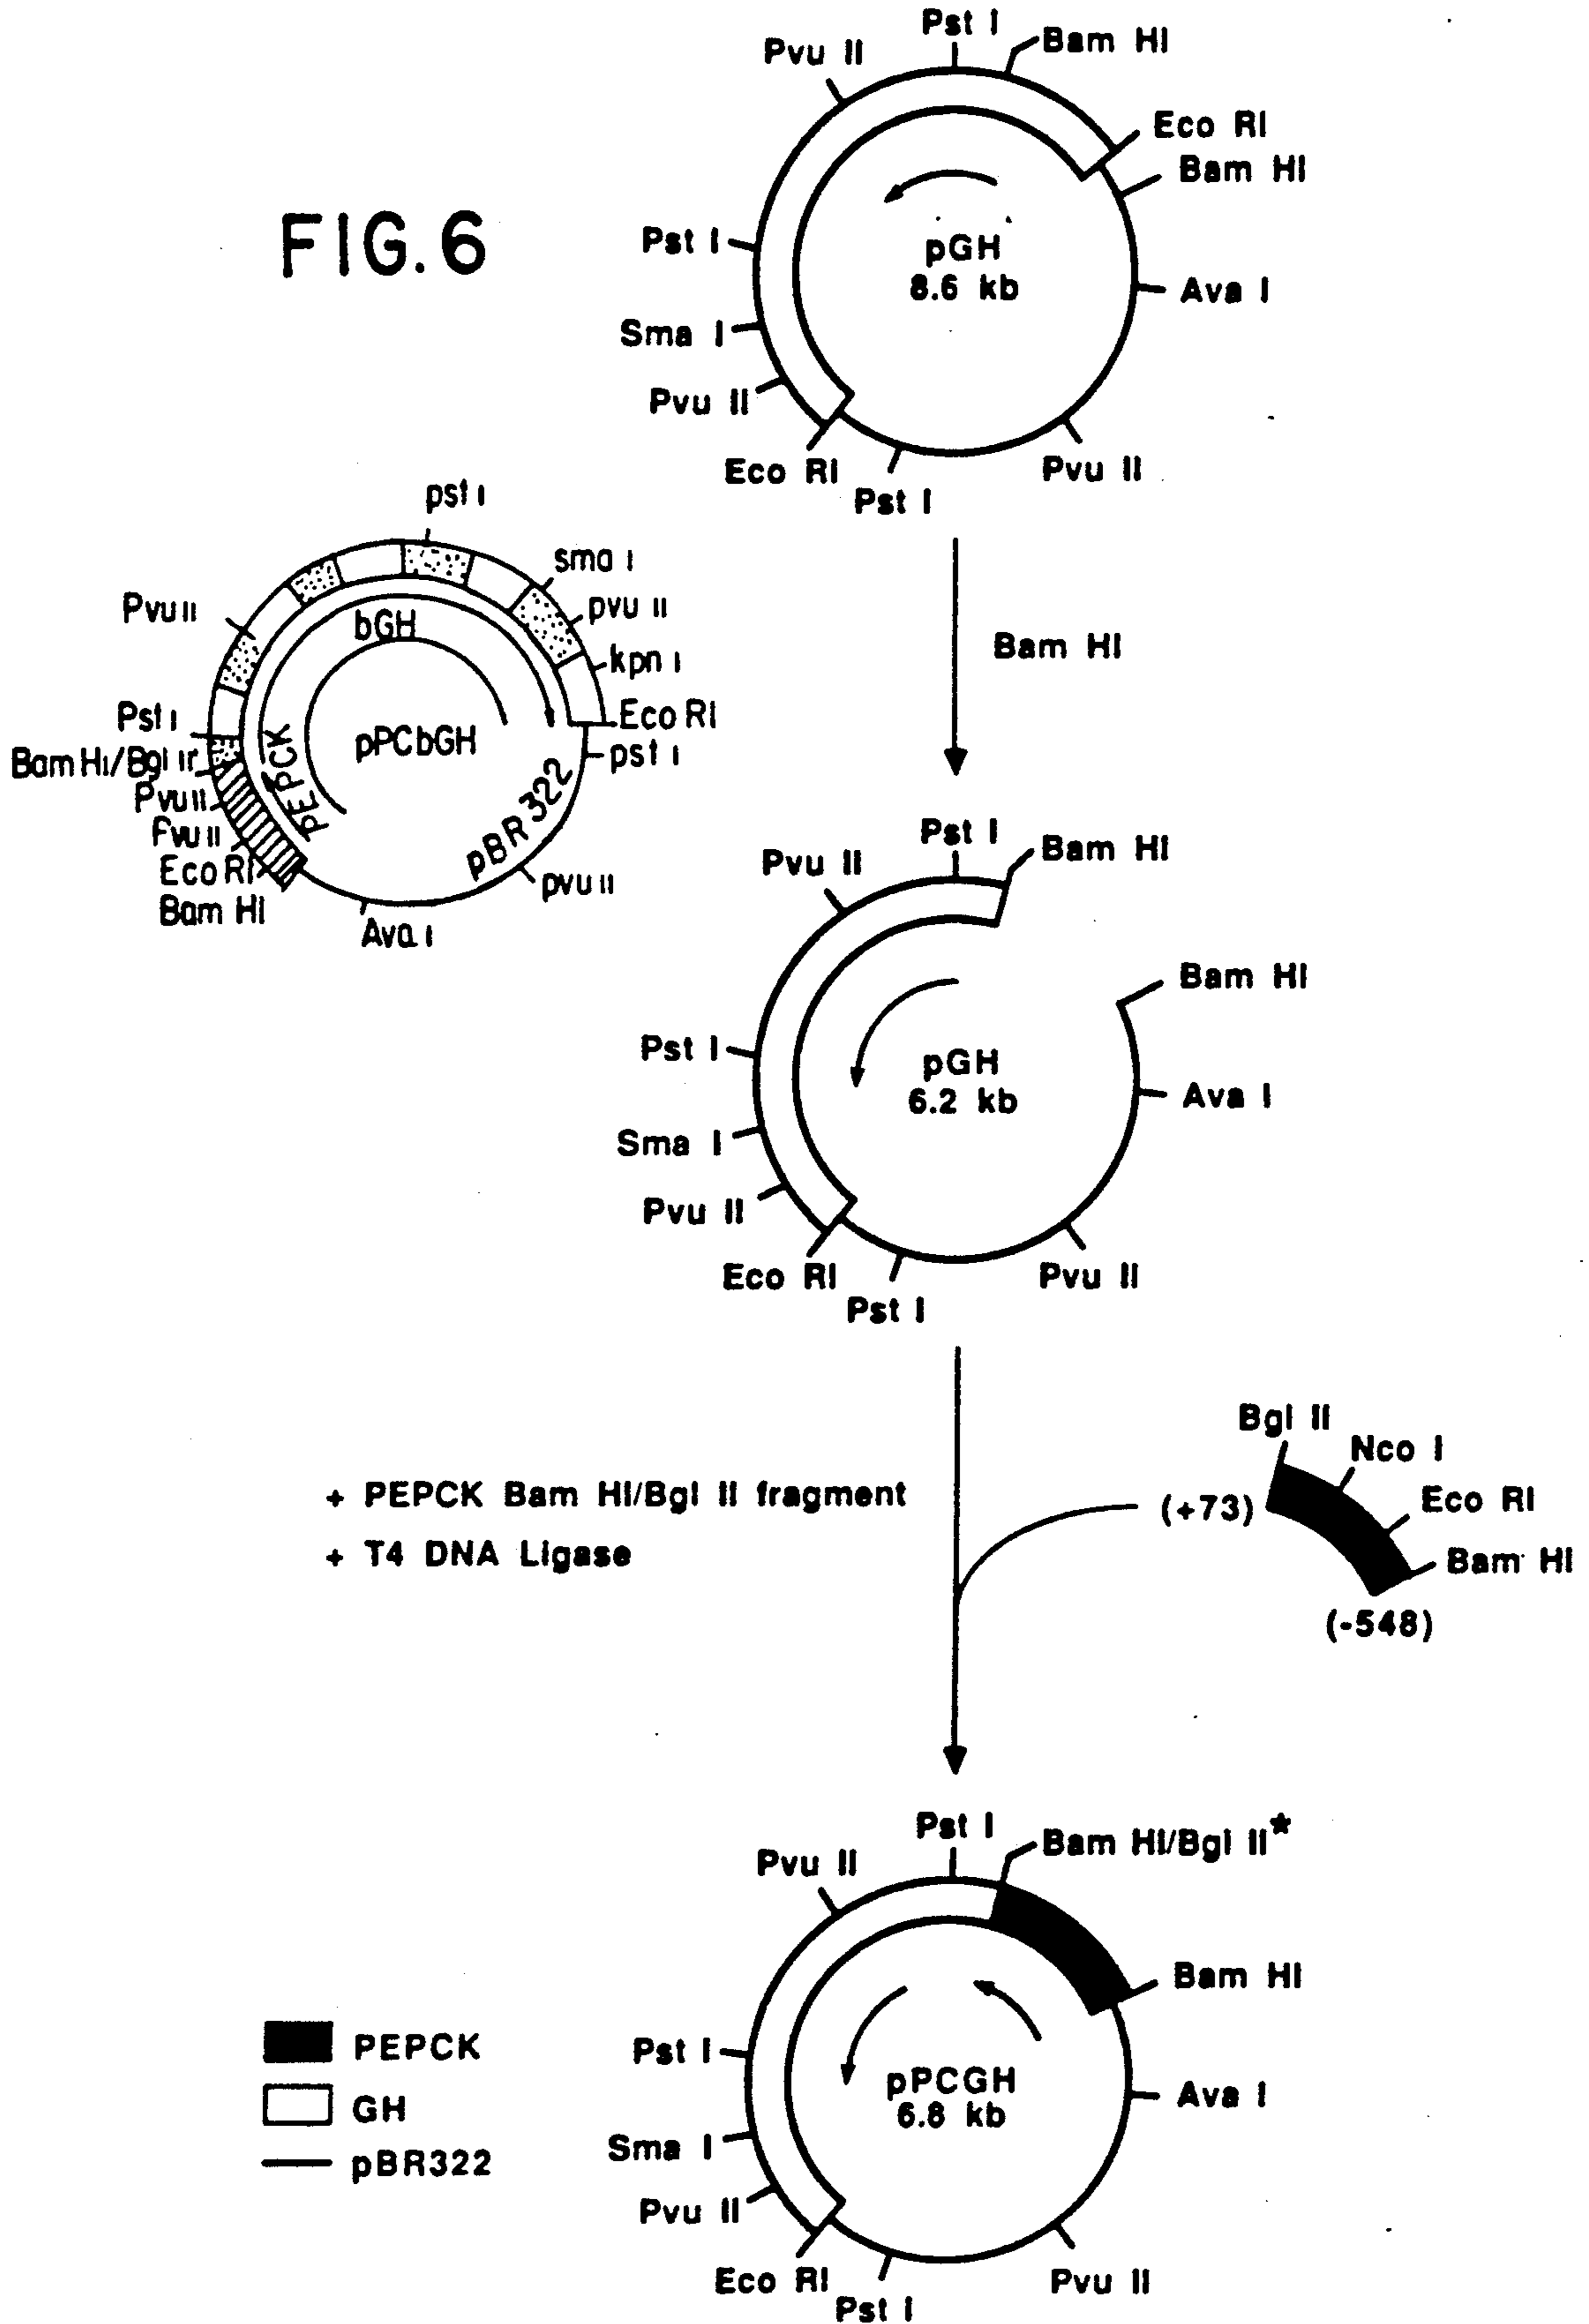 FIG. 6
Pst I
Bam HI
Pvu II
Eco RI
Bam HI
Pst I
pGH
8.6 kb
Ava I
Sma I
Pvu II
Eco RI
Pst I
Pvu II
Bam HI
pst I
sma I
pvu II
kpn I
Eco RI
pst I
Pvu II
bGH
pPCbGH
Pst I
Bam HI/Bgl II
Pvu II
Pvu II
Eco RI
Bam HI
PEPCK
pBR322
pvu II
Ava I
Pst I
Bam HI
Pvu II
Bam HI
Pst I
pGH
6.2 kb
Ava I
Sma I
Pvu II
Eco RI
Pst I
Pvu II
+ PEPCK Bam HI/Bgl II fragment
+ T4 DNA Ligase
Bgl II
Nco I
Eco RI
Bam HI
(+73)
(-548)
Pst I
Bam HI/Bgl II*
Pvu II
Bam HI
Pst I
pPCGH
6.8 kb
Ava I
Sma I
Pvu II
Eco RI
Pst I
Pvu II
PEPCK
GH
pBR322